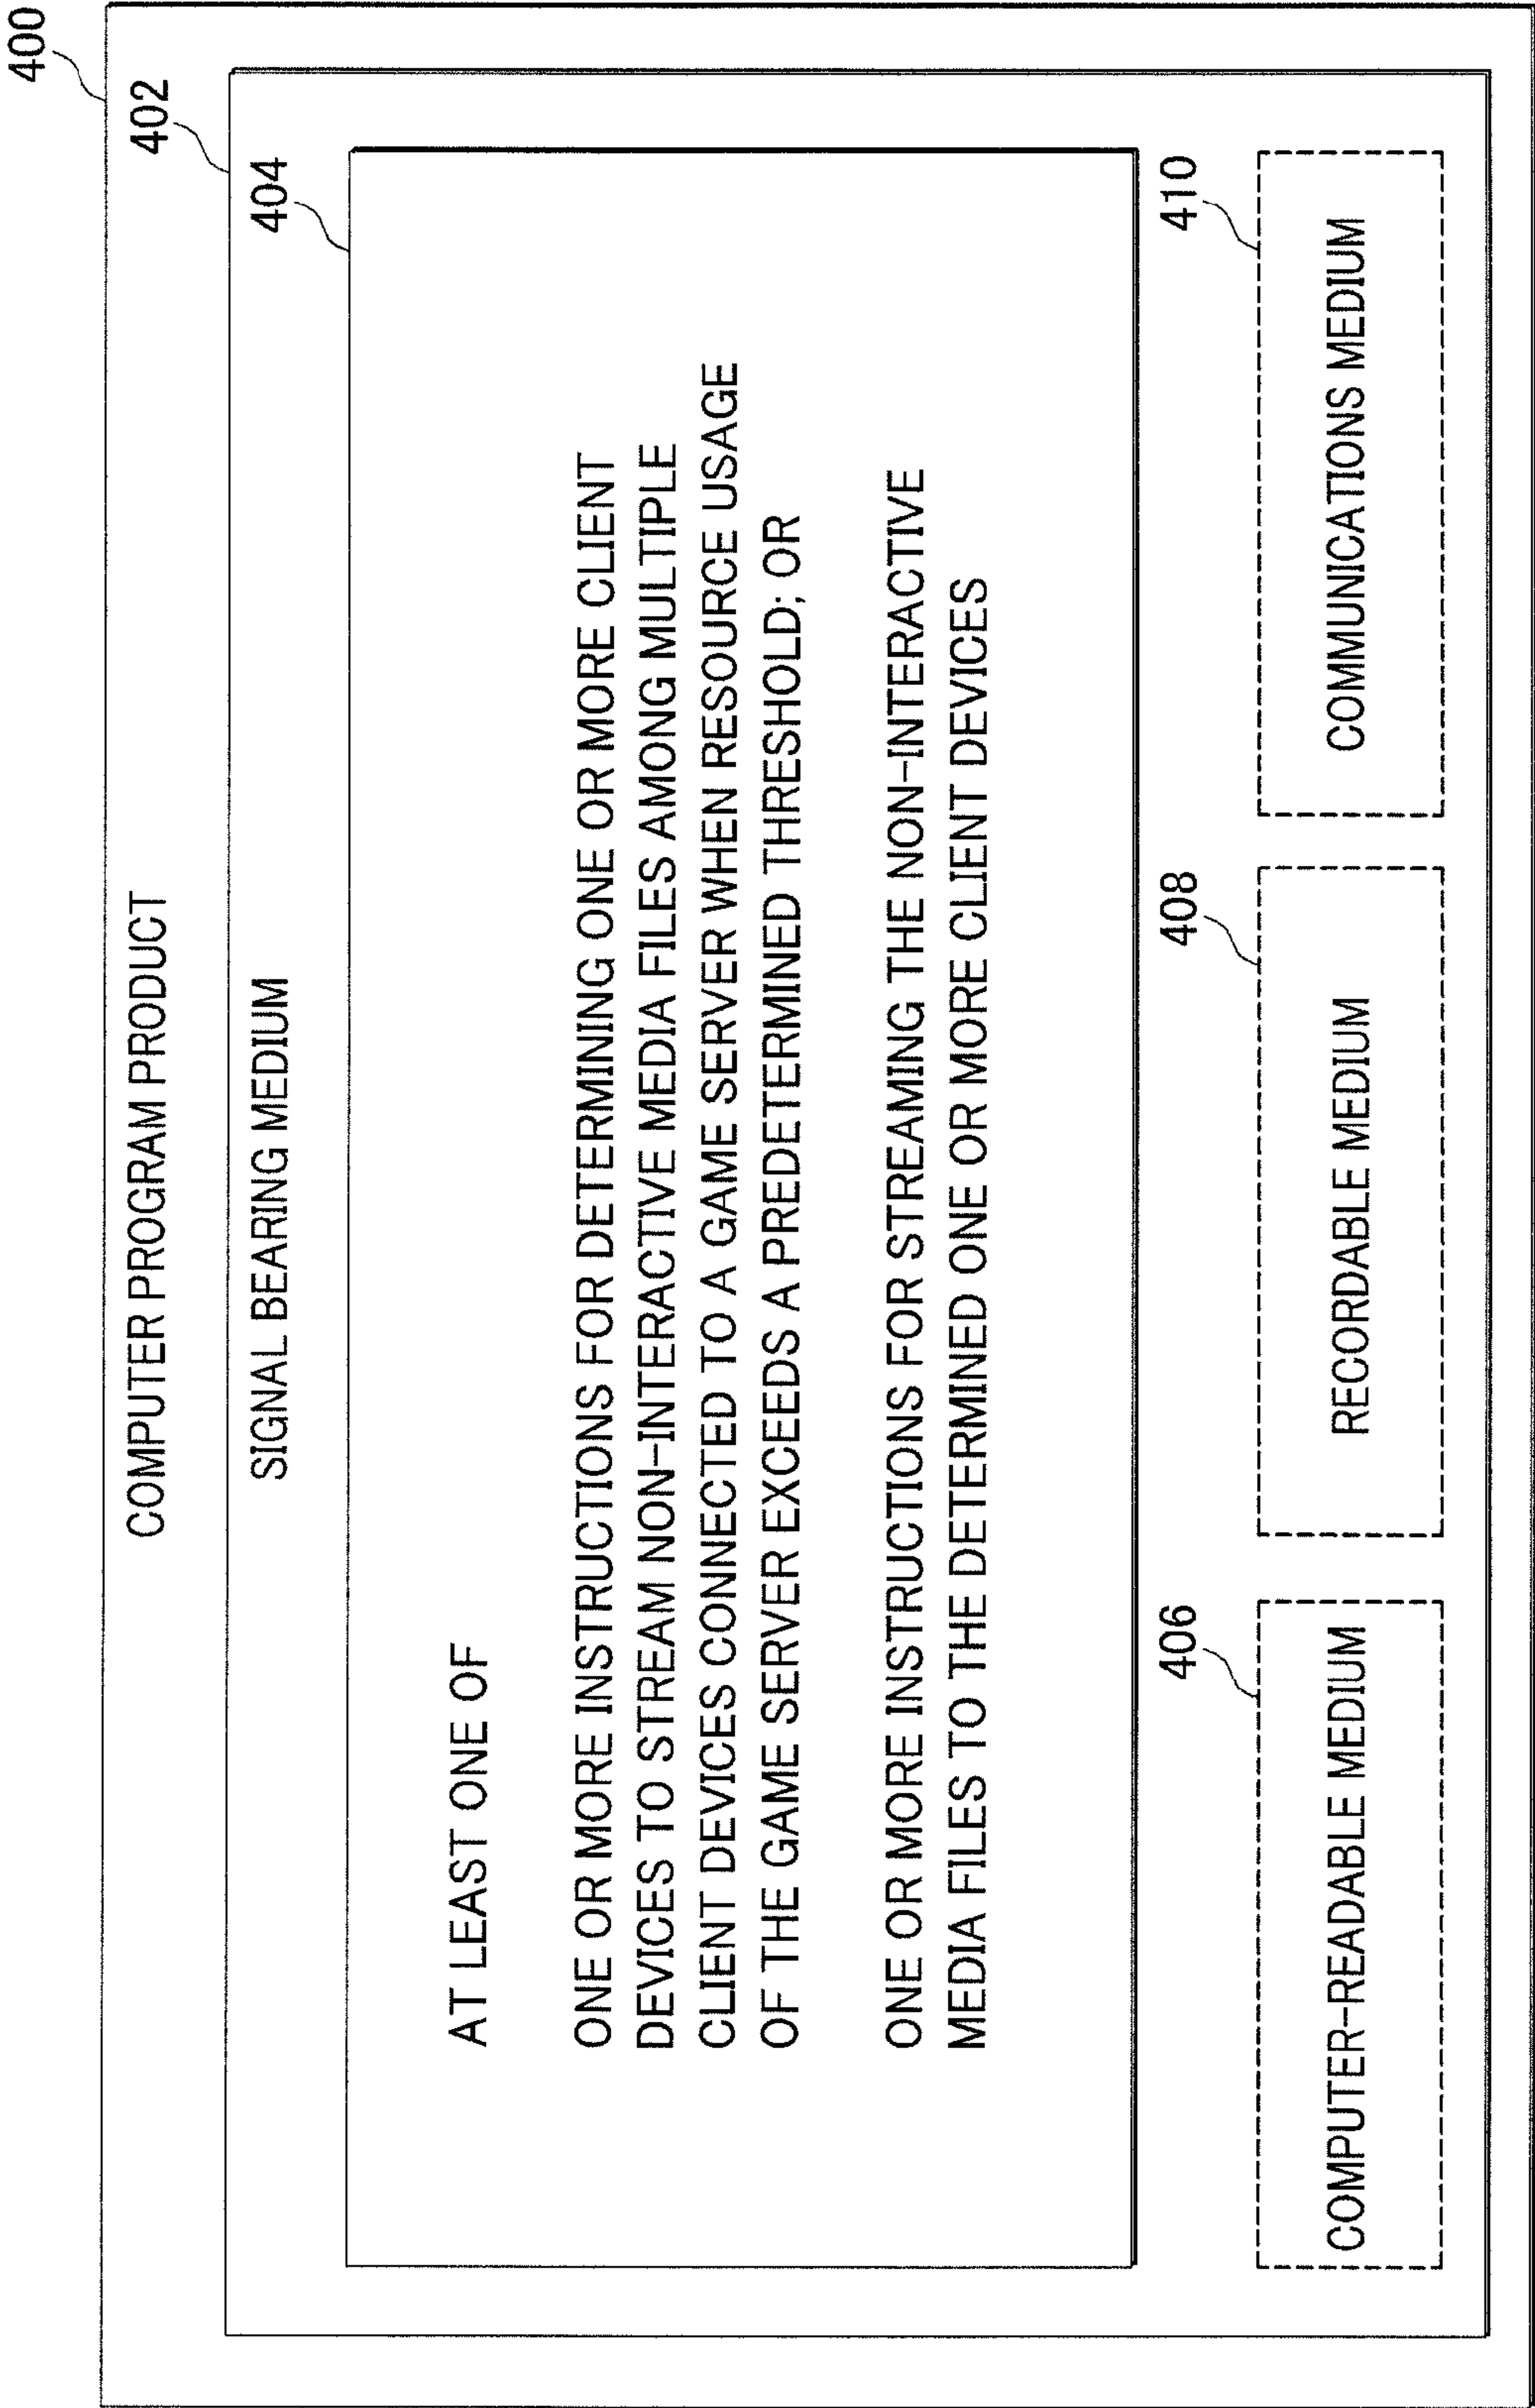 400
COMPUTER PROGRAM PRODUCT
402
SIGNAL BEARING MEDIUM
404
AT LEAST ONE OF
ONE OR MORE INSTRUCTIONS FOR DETERMINING ONE OR MORE CLIENT
DEVICES TO STREAM NON-INTERACTIVE MEDIA FILES AMONG MULTIPLE
CLIENT DEVICES CONNECTED TO A GAME SERVER WHEN RESOURCE USAGE
OF THE GAME SERVER EXCEEDS A PREDETERMINED THRESHOLD; OR
ONE OR MORE INSTRUCTIONS FOR STREAMING THE NON-INTERACTIVE
MEDIA FILES TO THE DETERMINED ONE OR MORE CLIENT DEVICES
406
COMPUTER-READABLE MEDIUM
408
RECORDABLE MEDIUM
410
COMMUNICATIONS MEDIUM